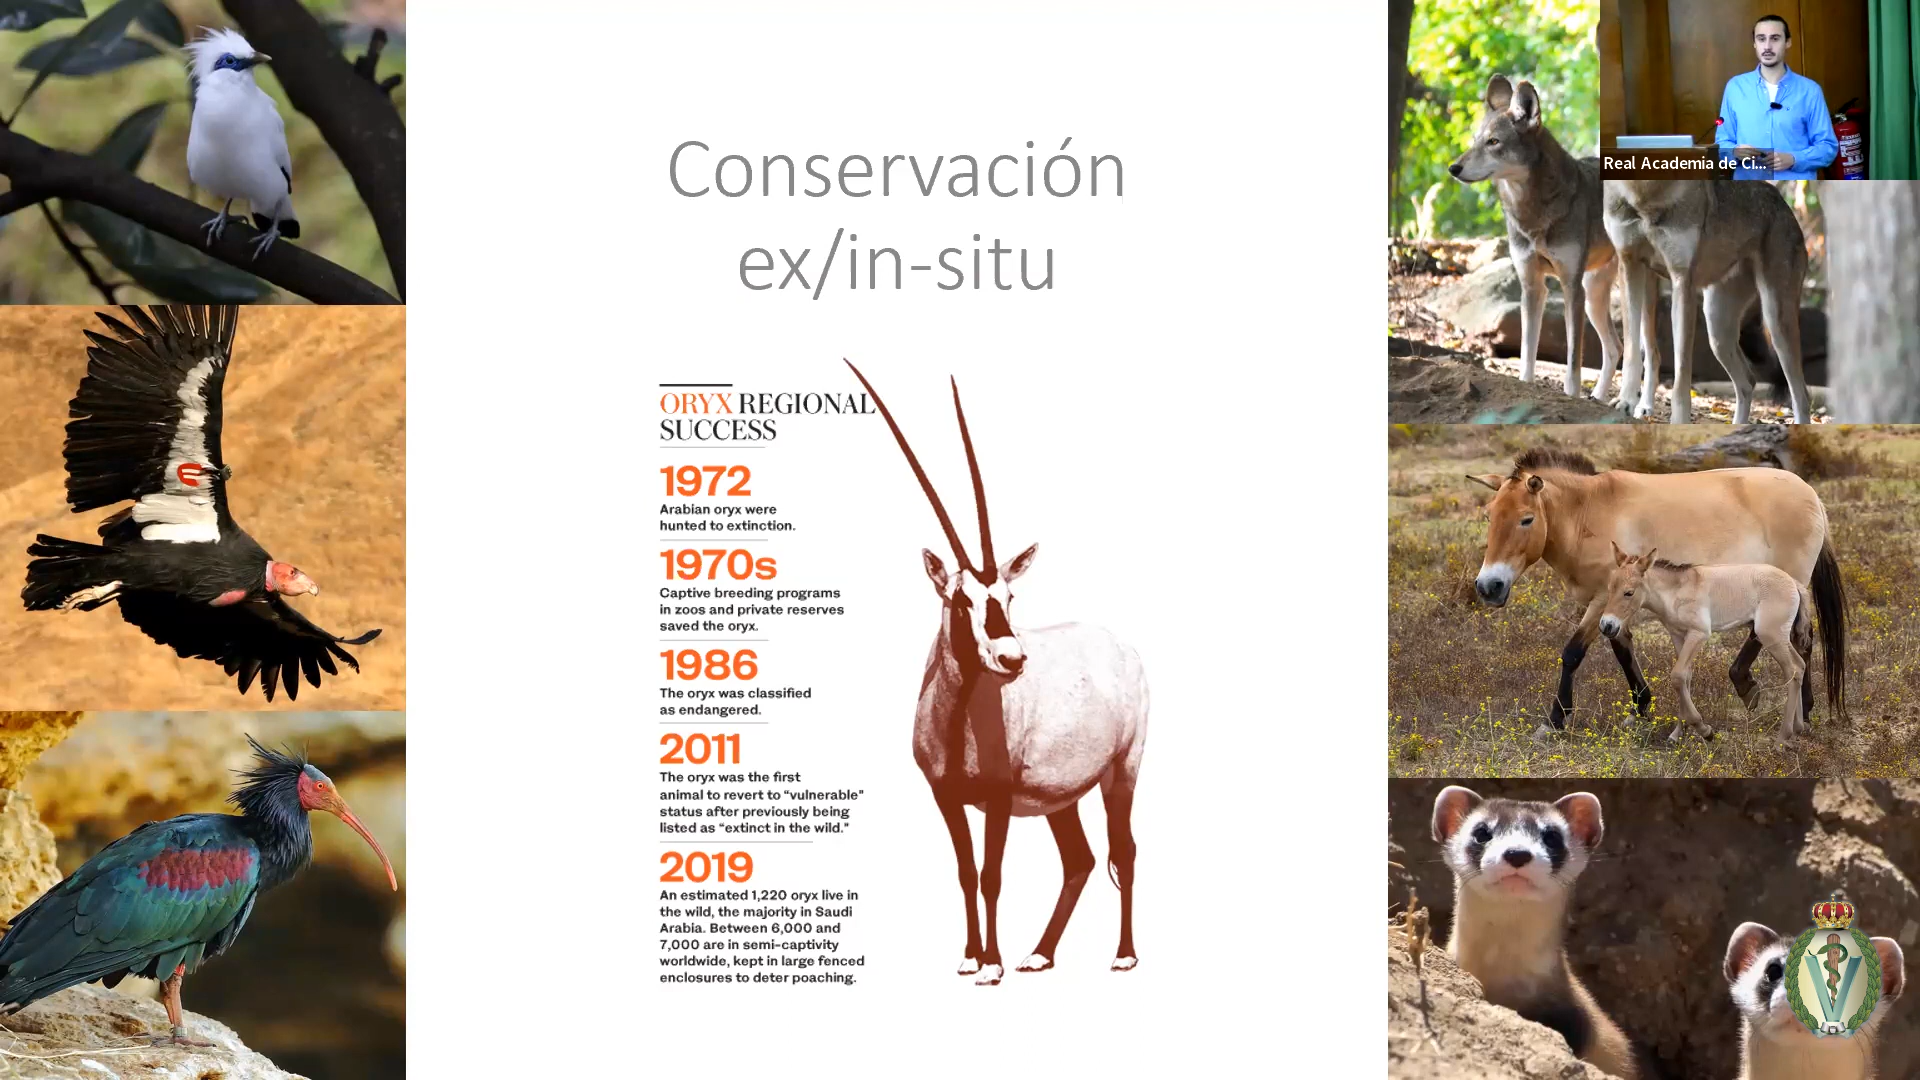 Conservación
ex/in-situ
Real Academia de Ci...
ORYX REGIONAL
SUCCESS
1972
Arabian oryx were
hunted to extinction.
1970s
Captive breeding programs
in zoos and private reserves
saved the oryx.
1986
The oryx was classified
as endangered.
2011
The oryx was the first
animal to revert to “vulnerable”
status after previously being
listed as “extinct in the wild.”
2019
An estimated 1,220 oryx live in
the wild, the majority in Saudi
Arabia. Between 6,000 and
7,000 are in semi-captivity
worldwide, kept in large fenced
enclosures to deter poaching.
V